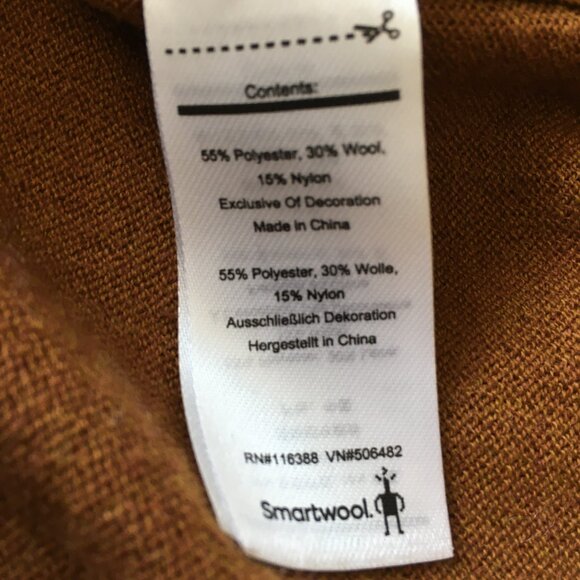 Contents:
55% Polyester, 30% Wool,
15% Nylon
Exclusive Of Decoration
Made in China
55% Polyester, 30% Wolle,
15% Nylon
Ausschließlich Dekoration
Hergestellt in China
RN#116388 VN#506482
Smartwool.